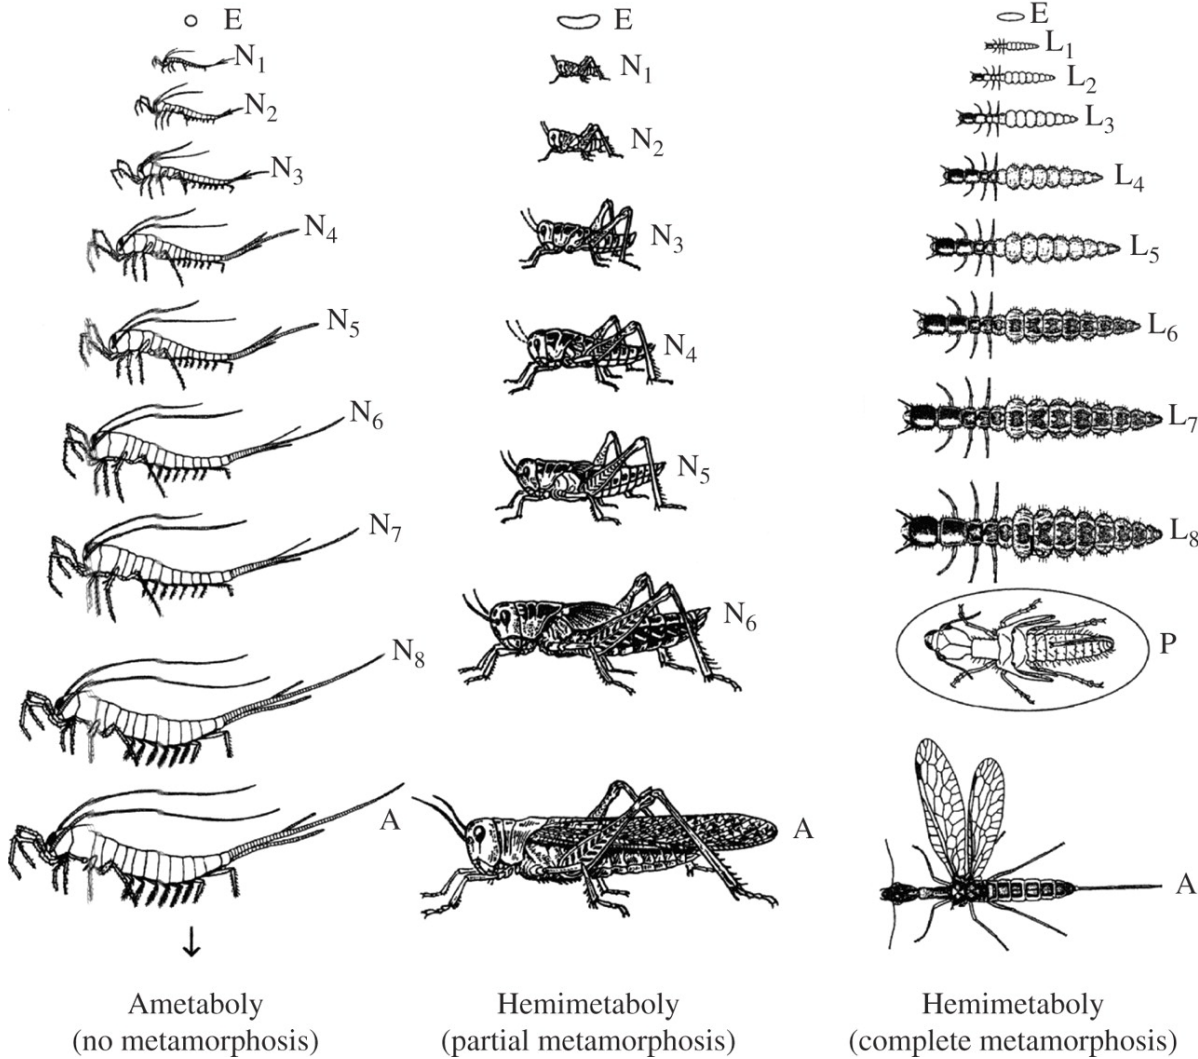 E
N1
N2
N3
N4
N5
N6
N7
N8
A
Ametaboly
(no metamorphosis)
E
N1
N2
N3
N4
N5
N6
A
Hemimetaboly
(partial metamorphosis)
E
L1
L2
L3
L4
L5
L6
L7
L8
P
A
Hemimetaboly
(complete metamorphosis)